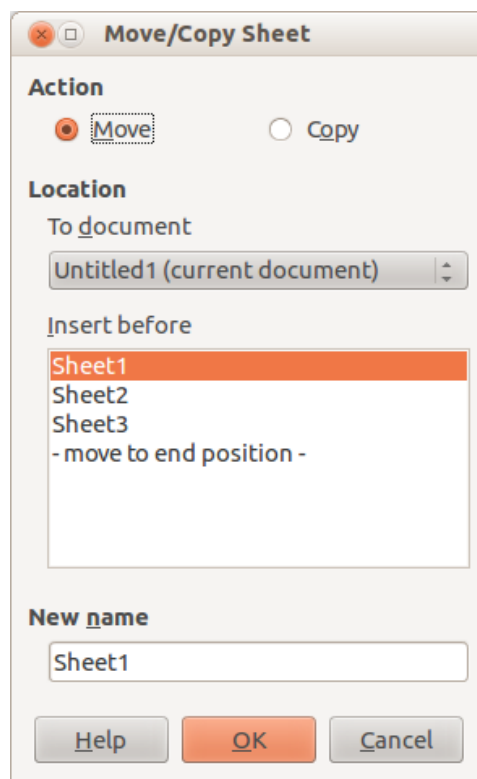 Move/Copy Sheet
Action
Move
Copy
Location
To document
Untitled1 (current document)
Insert before
Sheet1
Sheet2
Sheet3
- move to end position -
New name
Sheet1
Help
OK
Cancel